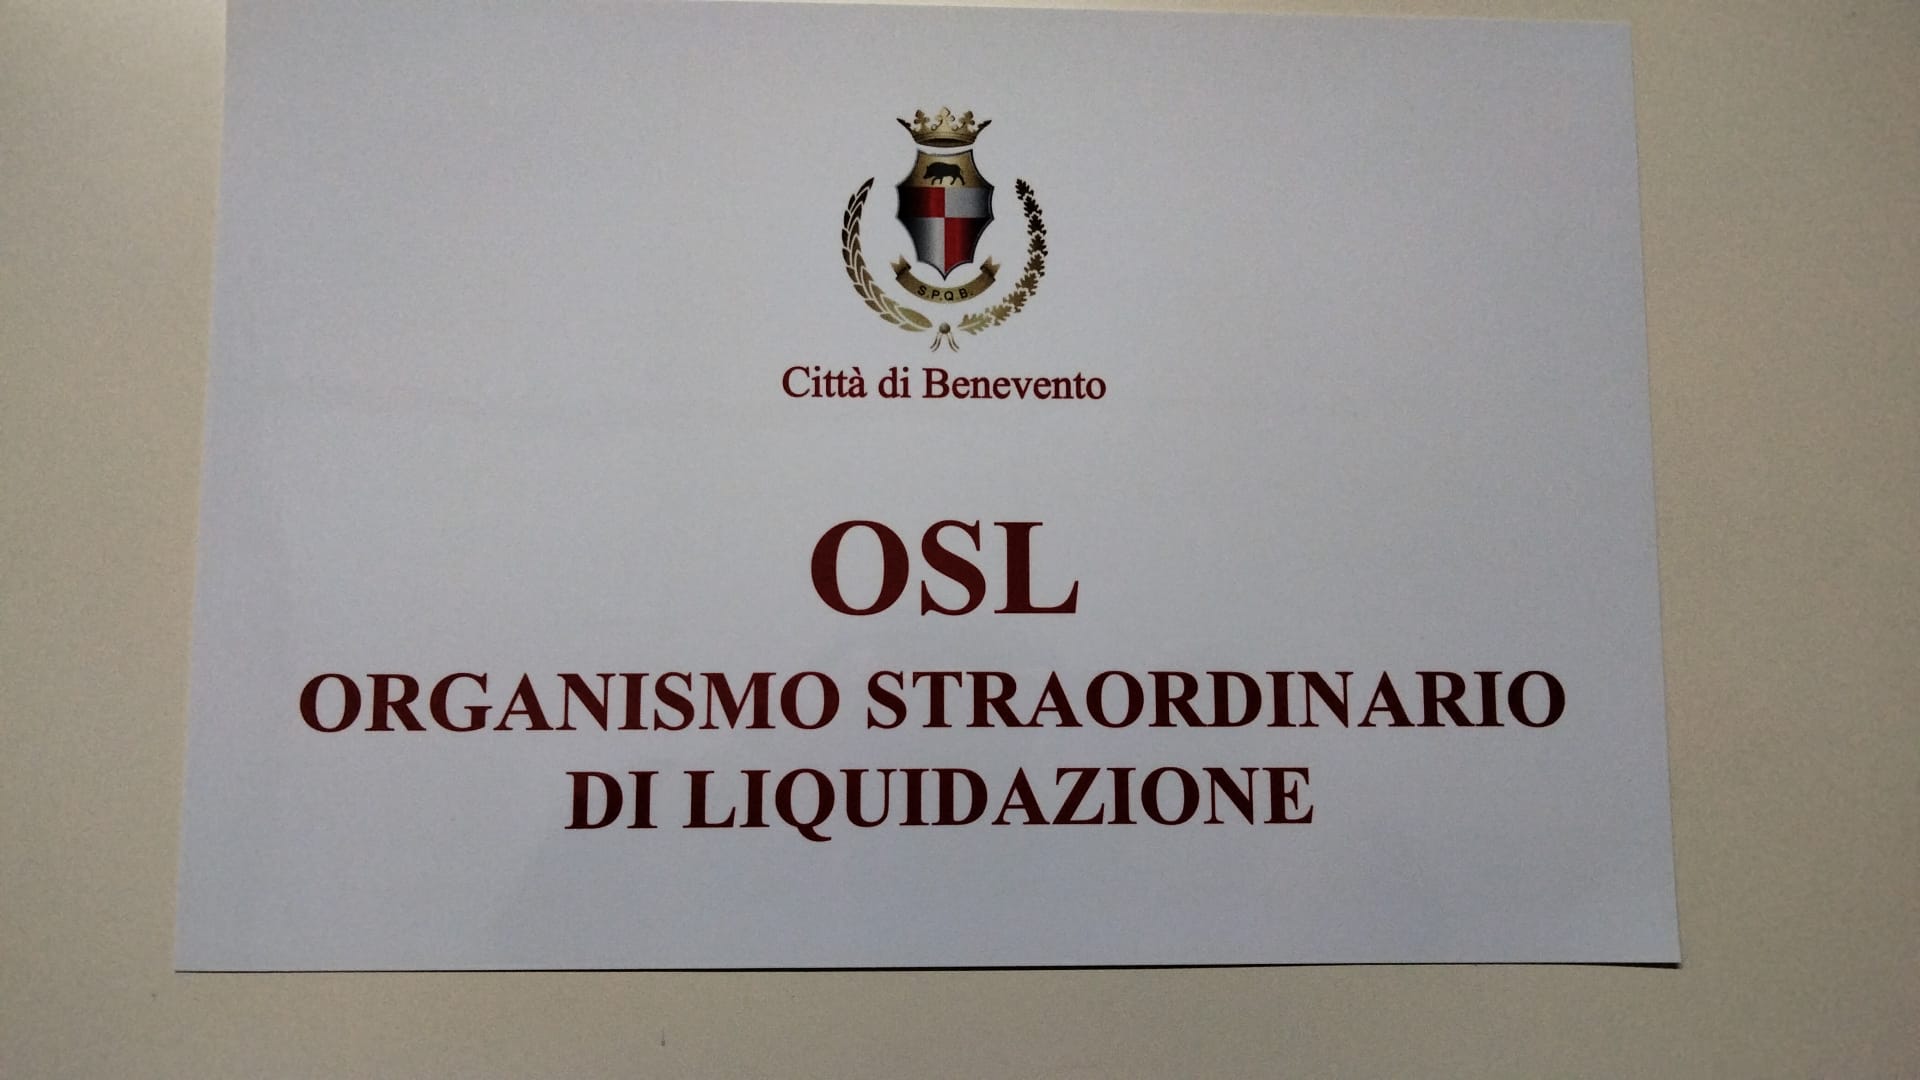 S.P.Q.B.
Città di Benevento
OSL
ORGANISMO STRAORDINARIO
DI LIQUIDAZIONE